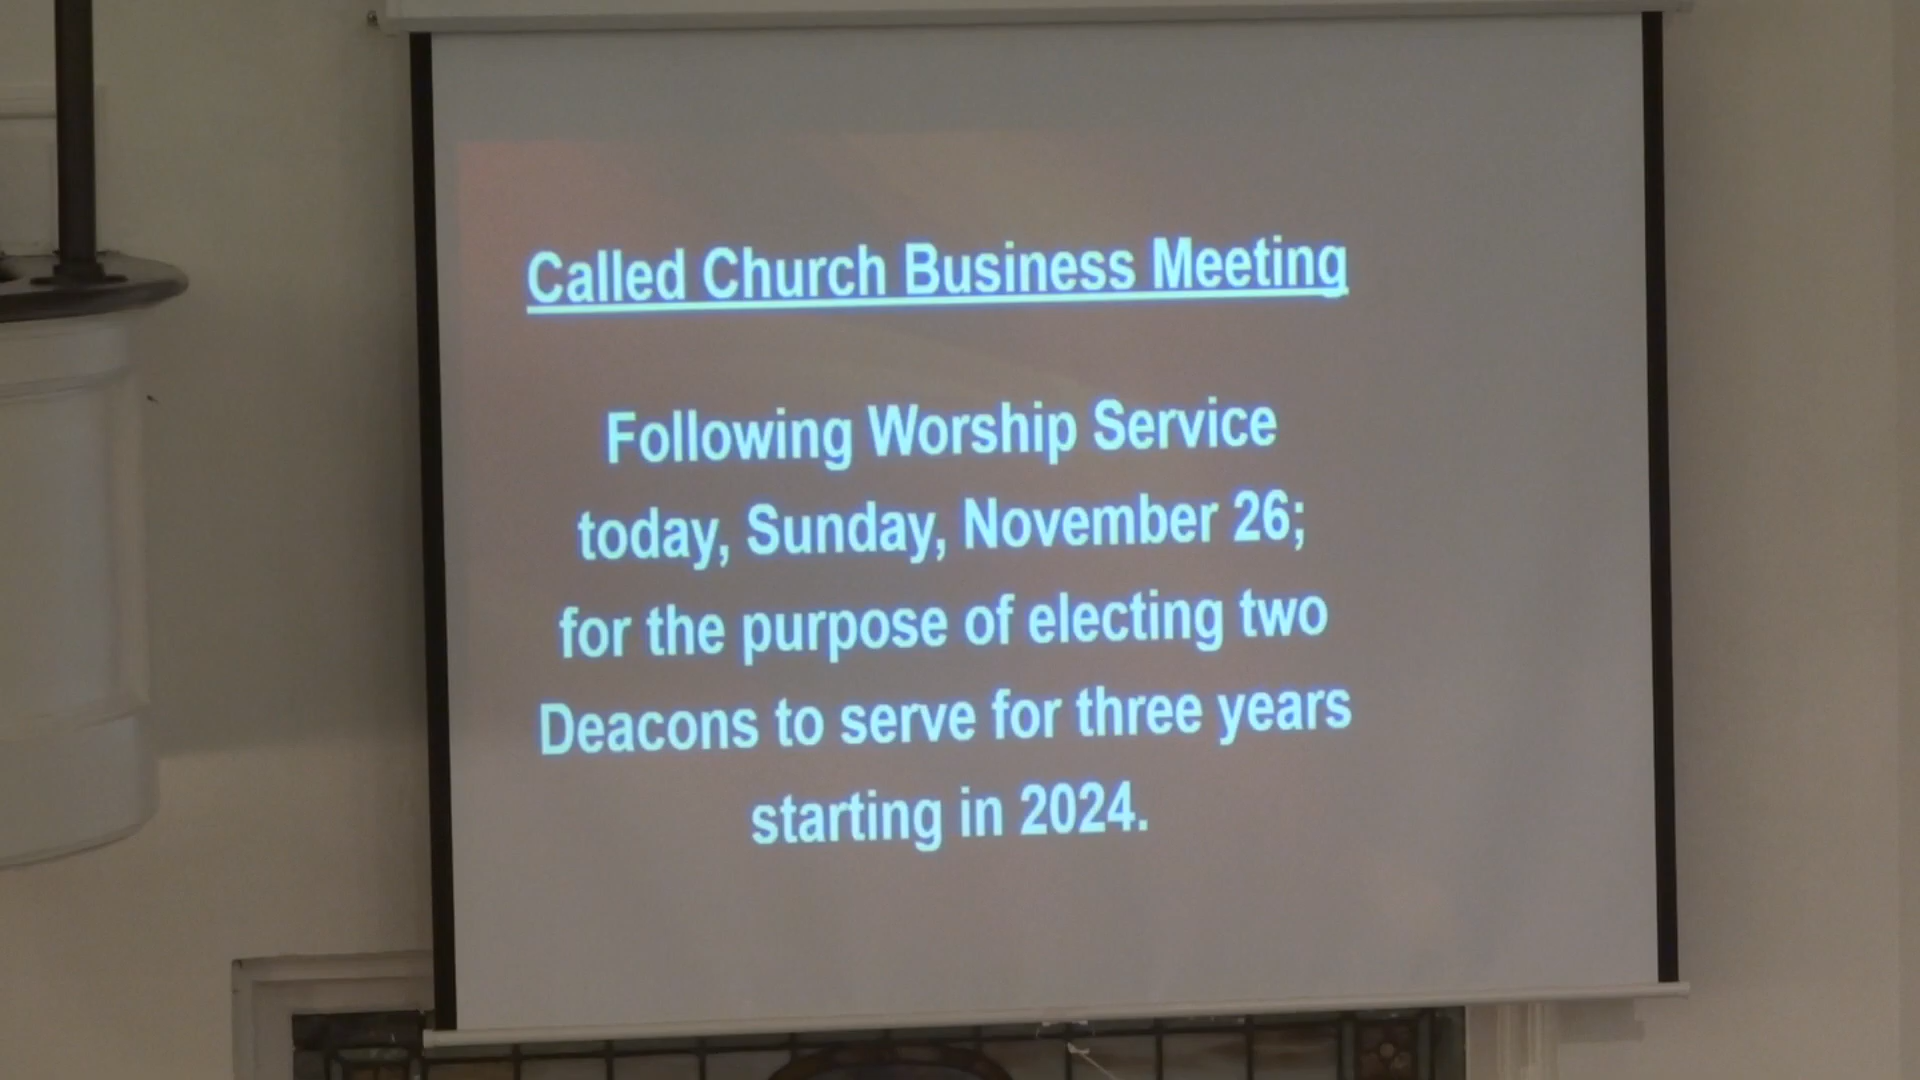 Called Church Business Meeting
Following Worship Service
today, Sunday, November 26;
for the purpose of electing two
Deacons to serve for three years
starting in 2024.